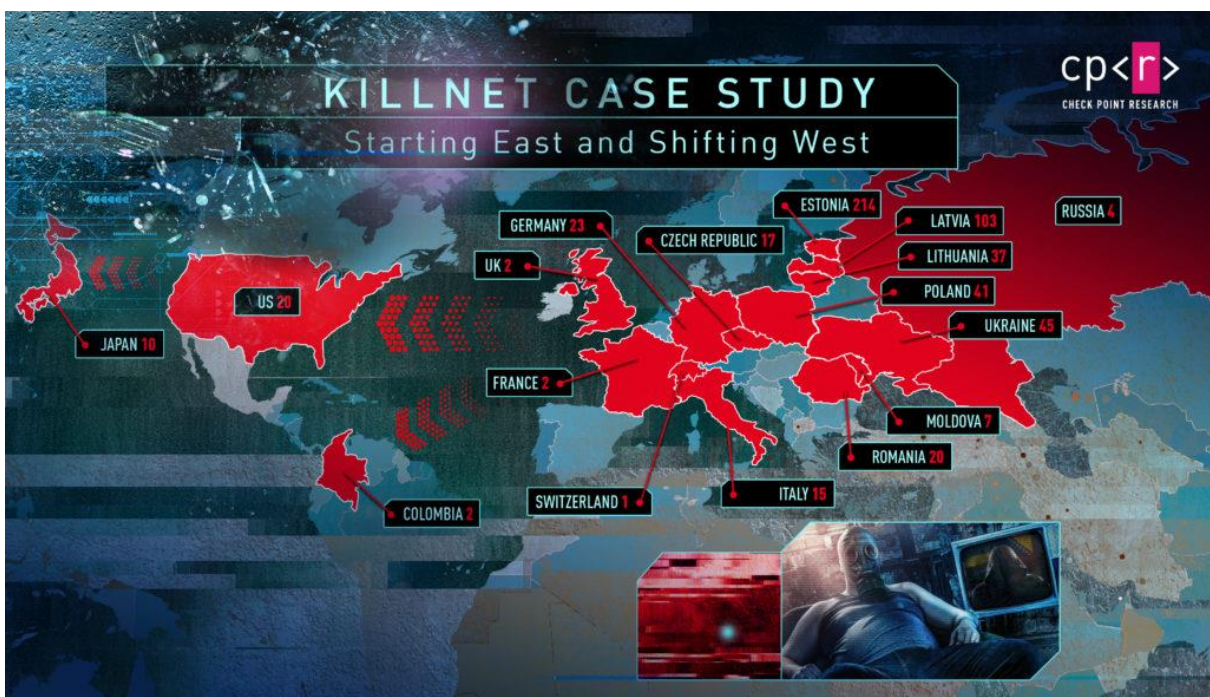 KILLNET CASE STUDY
Starting East and Shifting West
cp<r>
CHECK POINT RESEARCH
ESTONIA 214
RUSSIA 4
LATVIA 103
GERMANY 23
CZECH REPUBLIC 17
LITHUANIA 37
UK 2
POLAND 41
US 20
UKRAINE 45
JAPAN 10
FRANCE 2
MOLDOVA 7
ROMANIA 20
SWITZERLAND 1
ITALY 15
COLOMBIA 2